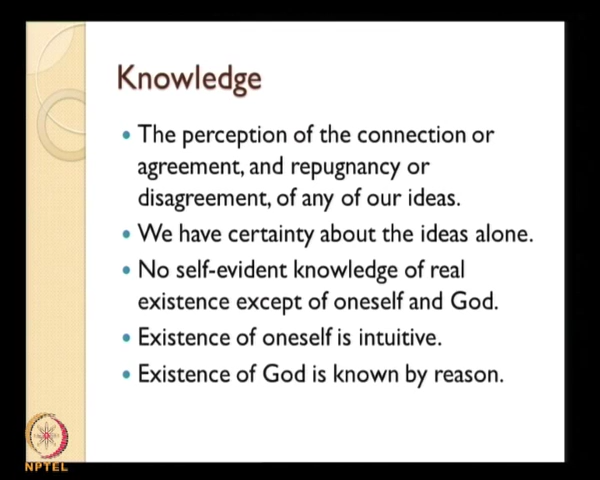 Knowledge
• The perception of the connection or
agreement, and repugnancy or
disagreement, of any of our ideas.
• We have certainty about the ideas alone.
• No self-evident knowledge of real
existence except of oneself and God.
• Existence of oneself is intuitive.
• Existence of God is known by reason.
NPTEL